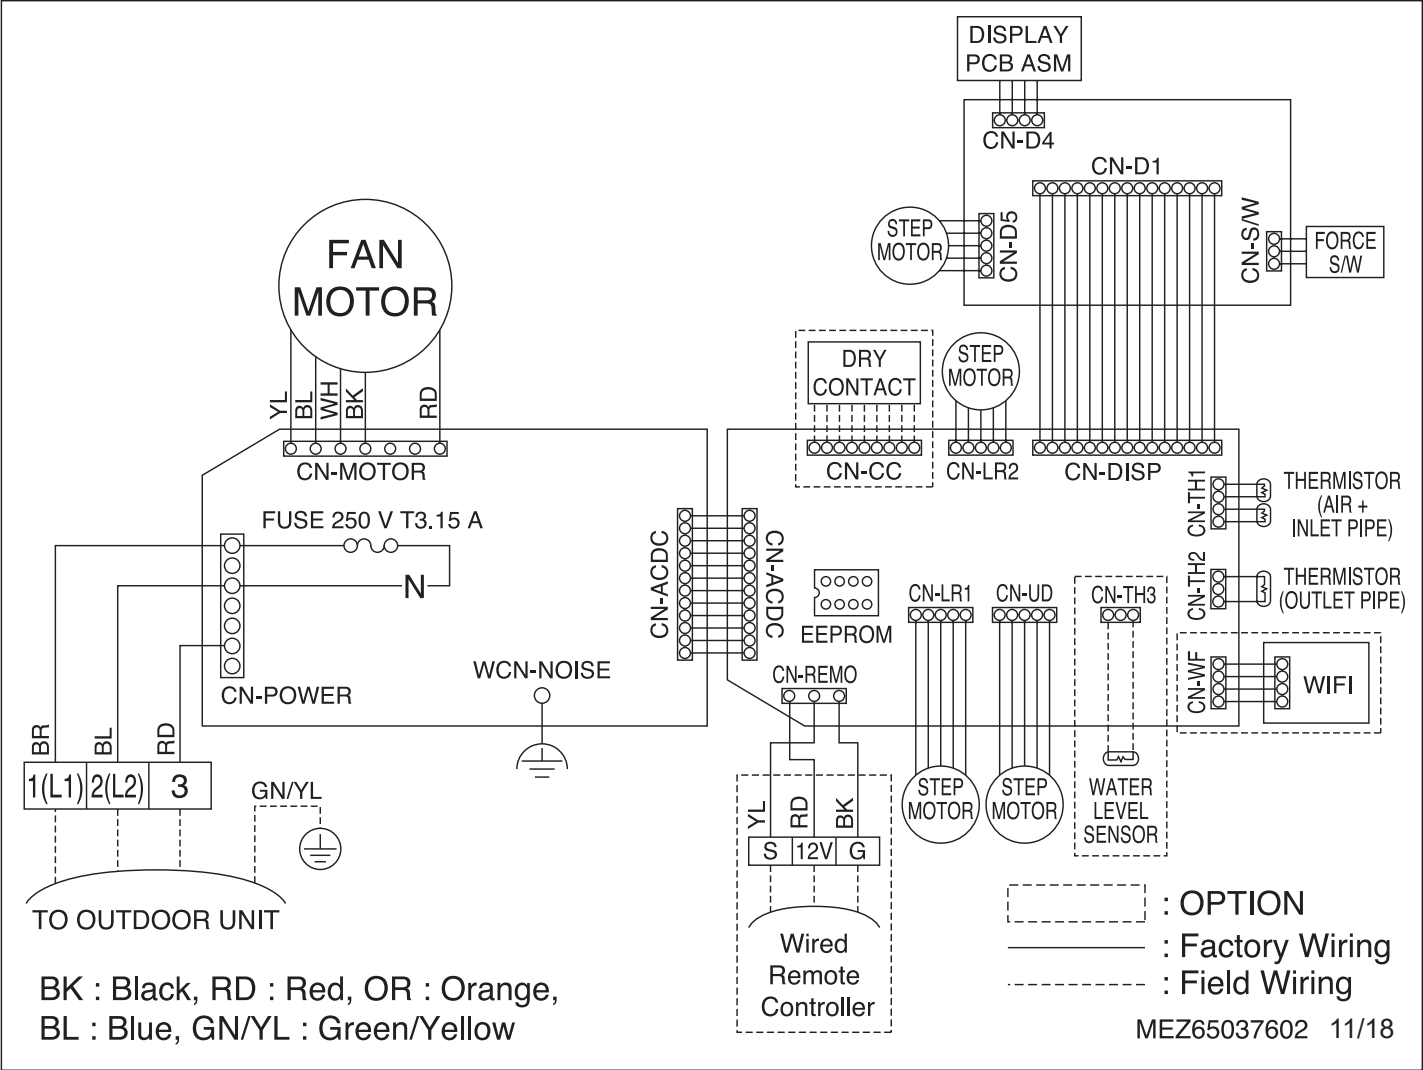 DISPLAY
PCB ASM
CN-D4
CN-D1
STEP
MOTOR
CN-D5
CN-S/W
FORCE
S/W
FAN
MOTOR
YL
BL
WH
BK
RD
CN-MOTOR
DRY
CONTACT
CN-CC
STEP
MOTOR
CN-LR2
CN-DISP
CN-TH1
THERMISTOR
(AIR +
INLET PIPE)
FUSE 250 V T3.15 A
N
CN-POWER
CN-ACDC
CN-ACDC
EEPROM
CN-LR1
CN-UD
CN-TH3
CN-TH2
THERMISTOR
(OUTLET PIPE)
WCN-NOISE
CN-REMO
CN-WF
WIFI
BR
BL
RD
1(L1)
2(L2)
3
GN/YL
TO OUTDOOR UNIT
YL
RD
BK
S
12V
G
Wired
Remote
Controller
STEP
MOTOR
STEP
MOTOR
WATER
LEVEL
SENSOR
: OPTION
: Factory Wiring
: Field Wiring
BK : Black, RD : Red, OR : Orange,
BL : Blue, GN/YL : Green/Yellow
MEZ65037602 11/18